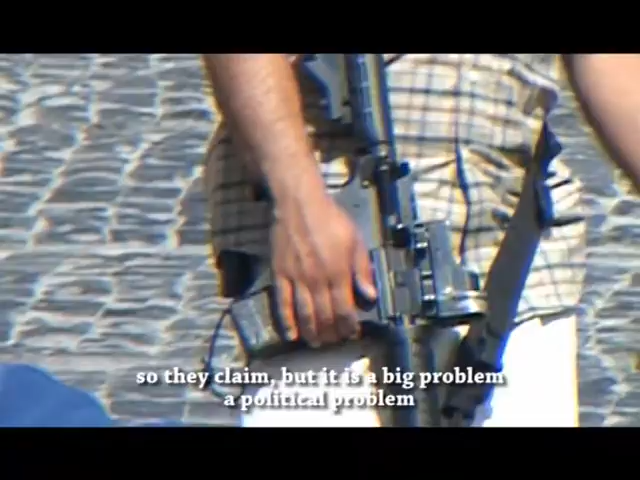 so they claim, but it is a big problem
a political problem